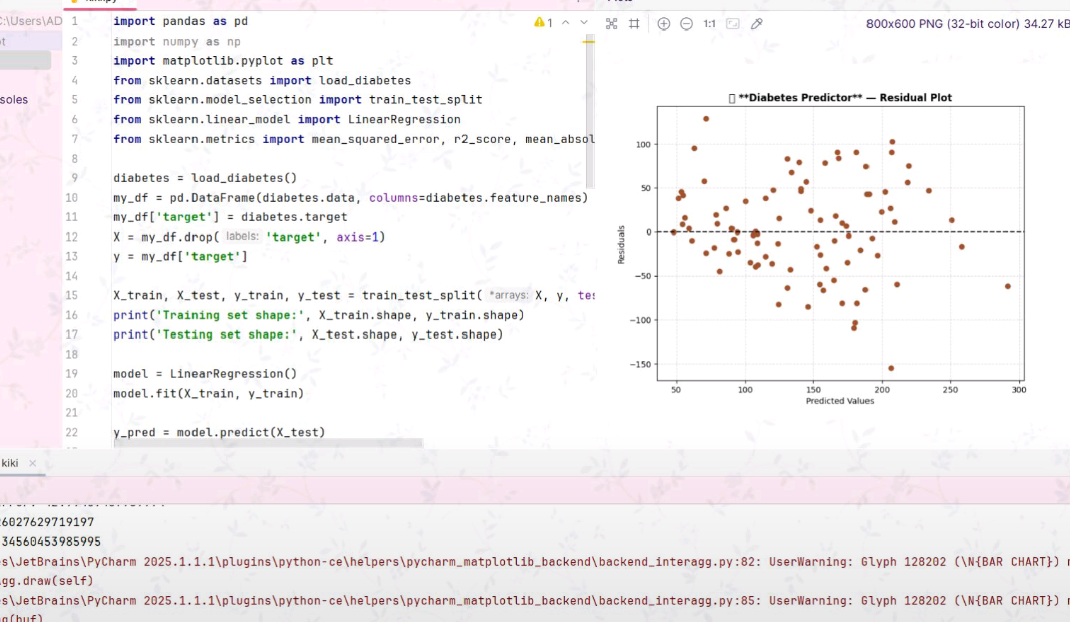 1 import pandas as pd
2 import numpy as np
3 import matplotlib.pyplot as plt
4 from sklearn.datasets import load_diabetes
5 from sklearn.model_selection import train_test_split
6 from sklearn.linear_model import LinearRegression
7 from sklearn.metrics import mean_squared_error, r2_score, mean_absol
8
9 diabetes = load_diabetes()
10 my_df = pd.DataFrame(diabetes.data, columns=diabetes.feature_names)
11 my_df['target'] = diabetes.target
12 X = my_df.drop( labels: 'target', axis=1)
13 y = my_df['target']
14
15 X_train, X_test, y_train, y_test = train_test_split( *arrays: X, y, tes
16 print('Training set shape:', X_train.shape, y_train.shape)
17 print('Testing set shape:', X_test.shape, y_test.shape)
18
19 model = LinearRegression()
20 model.fit(X_train, y_train)
21
22 y_pred = model.predict(X_test)
C:\Users\AD
ot
soles
1
1:1
800x600 PNG (32-bit color) 34.27 kB
**Diabetes Predictor** — Residual Plot
Residuals
100
50
0
−50
−100
−150
50 100 150 200 250 300
Predicted Values
kiki
6027629719197
34560453985995
s\JetBrains\PyCharm 2025.1.1.1\plugins\python-ce\helpers\pycharm_matplotlib_backend\backend_interagg.py:82: UserWarning: Glyph 128202 (\N{BAR CHART})
gg.draw(self)
s\JetBrains\PyCharm 2025.1.1.1\plugins\python-ce\helpers\pycharm_matplotlib_backend\backend_interagg.py:85: UserWarning: Glyph 128202 (\N{BAR CHART})
g(buf)